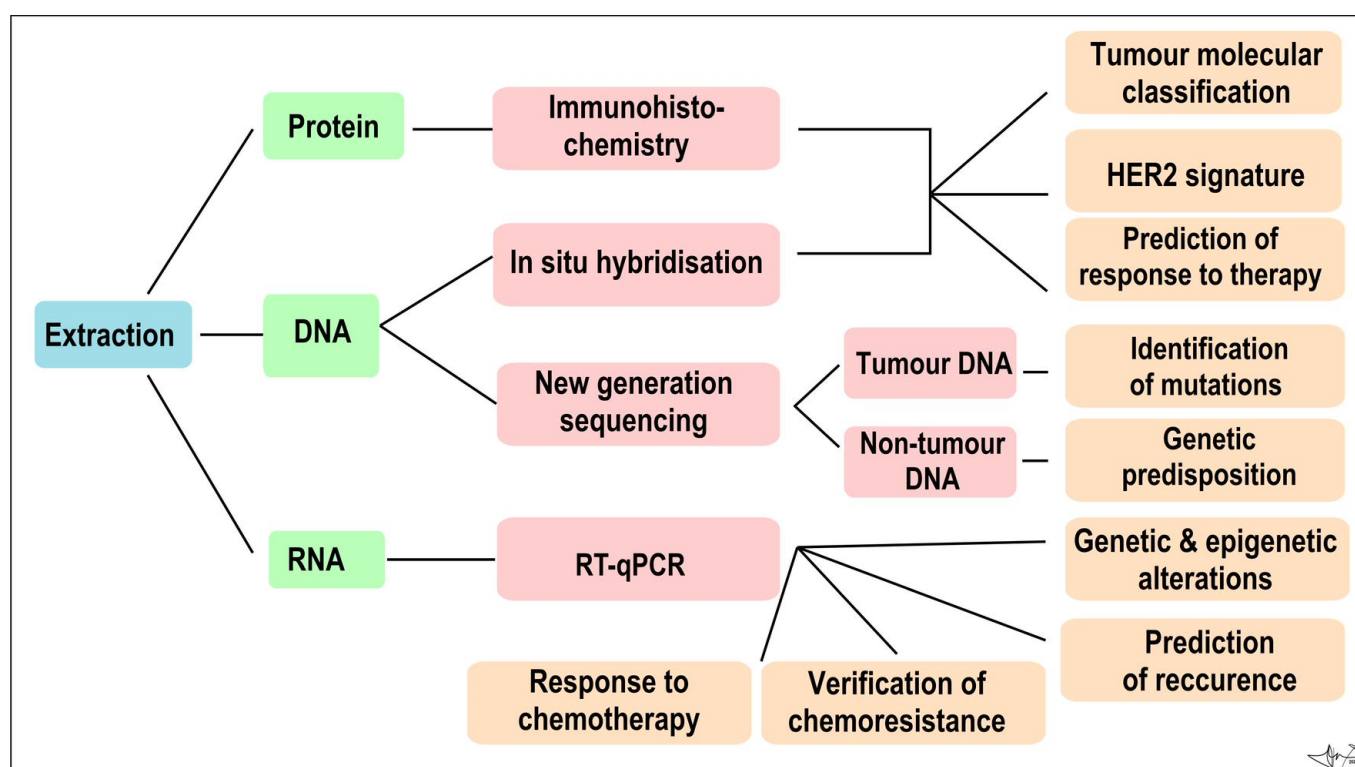 Protein
Immunohisto-
chemistry
Tumour molecular
classification
HER2 signature
In situ hybridisation
Prediction of
response to therapy
Extraction
DNA
New generation
sequencing
Tumour DNA
Identification
of mutations
Non-tumour
DNA
Genetic
predisposition
RNA
RT-qPCR
Genetic & epigenetic
alterations
Prediction
of reccurence
Response to
chemotherapy
Verification of
chemoresistance